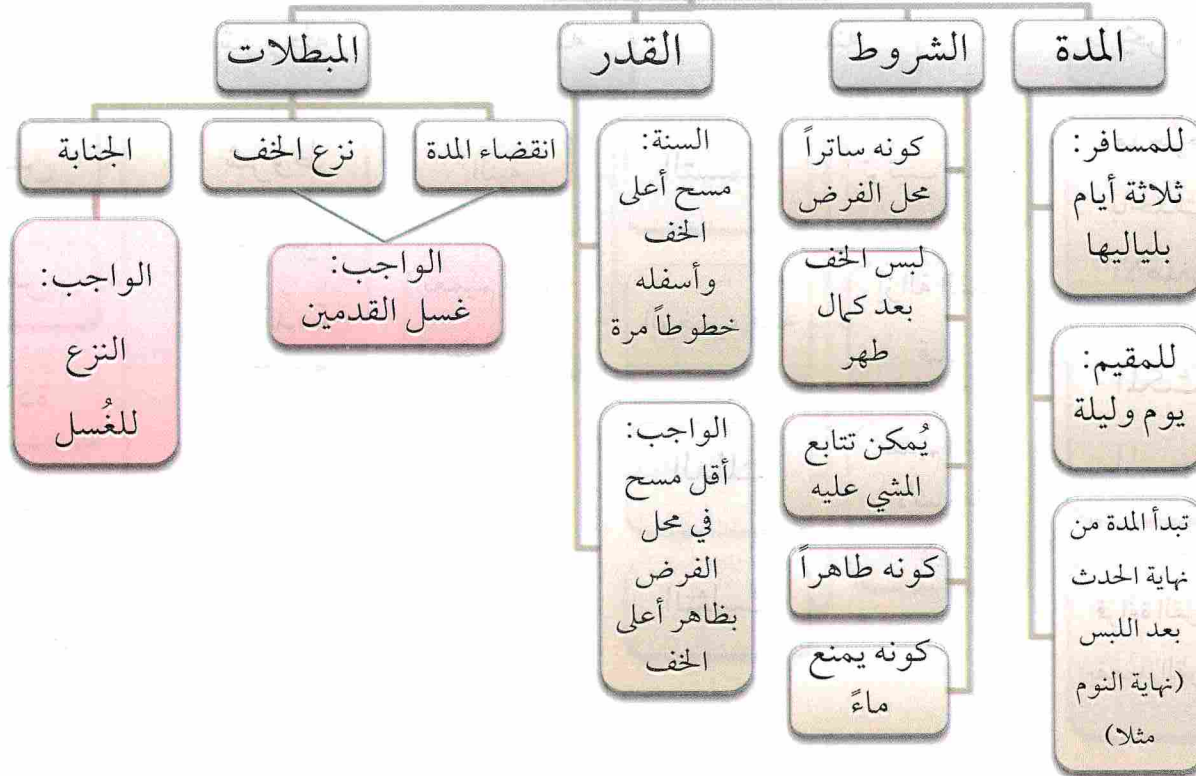 المدة
الشروط
القدر
المبطلات
للمسافر:
ثلاثة أيام
بلياليها
للمقيم:
يوم وليلة
تبدأ المدة من
نهاية الحدث
بعد اللبس
(نهاية النوم
مثلا)
كونه ساتراً
محل الفرض
لبس الخف
بعد كمال
طهر
يُمكن تتابع
المشي عليه
كونه طاهراً
كونه يمنع
ماءً
السنة:
مسح أعلى
الخف
وأسفله
خطوطاً مرة
الواجب:
أقل مسح
في محل
الفرض
بظاهر أعلى
الخف
انقضاء المدة
نزع الخف
الجنابة
الواجب:
غسل القدمين
الواجب:
النزع
للغُسل